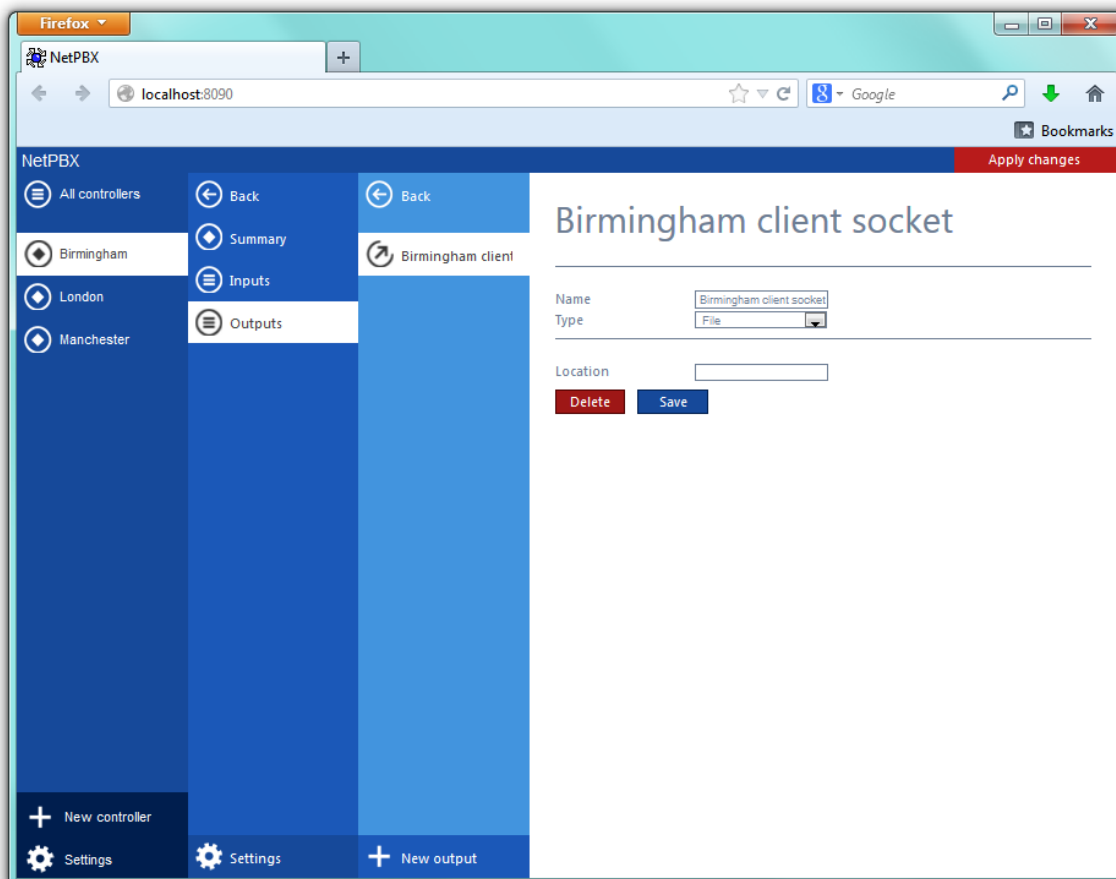 Firefox
NetPBX
localhost:8090
8
Google
Bookmarks
NetPBX
Apply changes
All controllers
Birmingham
London
Manchester
New controller
Settings
Back
Summary
Inputs
Outputs
Settings
Back
Birmingham client
New output
Birmingham client socket
Name
Birmingham client socket
Type
File
Location
Delete
Save